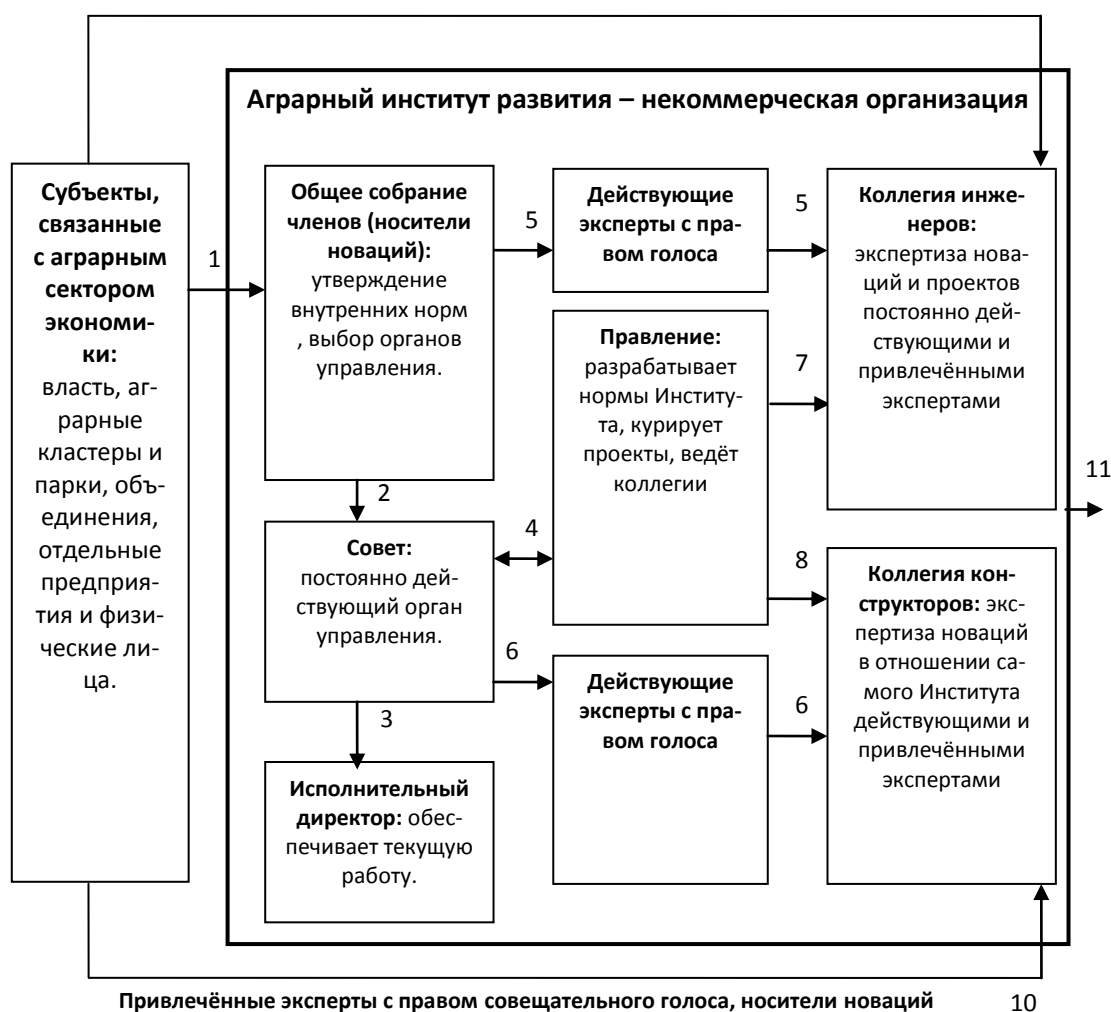 Аграрный институт развития – некоммерческая организация
Субъекты,
связанные
с аграрным
сектором
экономи-
ки:
власть, аг-
рарные
кластеры и
парки, объ-
единения,
отдельные
предприя-
тия и физи-
ческие ли-
ца.
1
Общее собрание
членов (носители
новаций):
утверждение
внутренних норм
, выбор органов
управления.
2
Совет:
постоянно дей-
ствующий орган
управления.
3
Исполнительный
директор: обес-
печивает текущую
работу.
5
4
6
Действующие
эксперты с пра-
вом голоса
Правление:
разрабатывает
нормы Институ-
та, курирует
проекты, ведёт
коллегии
Действующие
эксперты с пра-
вом голоса
5
7
8
6
Коллегия инже-
неров:
экспертиза нова-
ций и проектов
постоянно дей-
ствующими и
привлечёнными
экспертами
Коллегия кон-
структоров: экс-
пертиза новаций
в отношении са-
мого Института
действующими и
привлечёнными
экспертами
11
Привлечённые эксперты с правом совещательного голоса, носители новаций 10